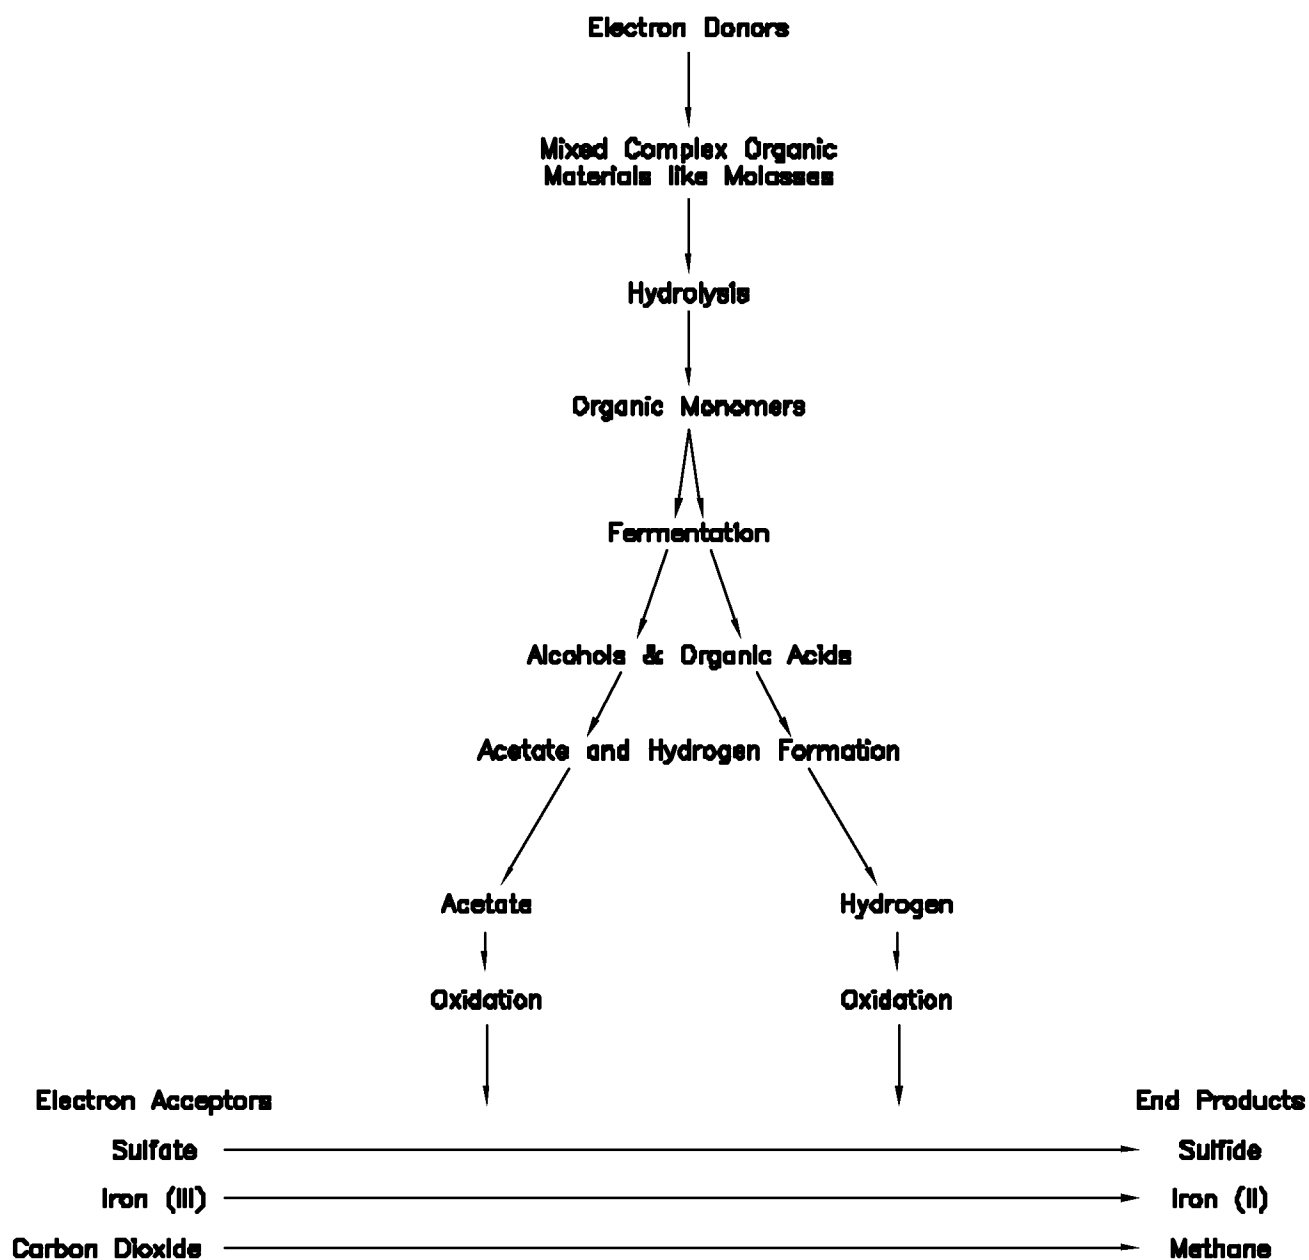 Electron Donors
Mixed Complex Organic
Materials like Molasses
Hydrolysis
Organic Monomers
Fermentation
Alcohols & Organic Acids
Acetate and Hydrogen Formation
Acetate
Hydrogen
Oxidation
Oxidation
Electron Acceptors
End Products
Sulfate
Sulfide
Iron (III)
Iron (II)
Carbon Dioxide
Methane